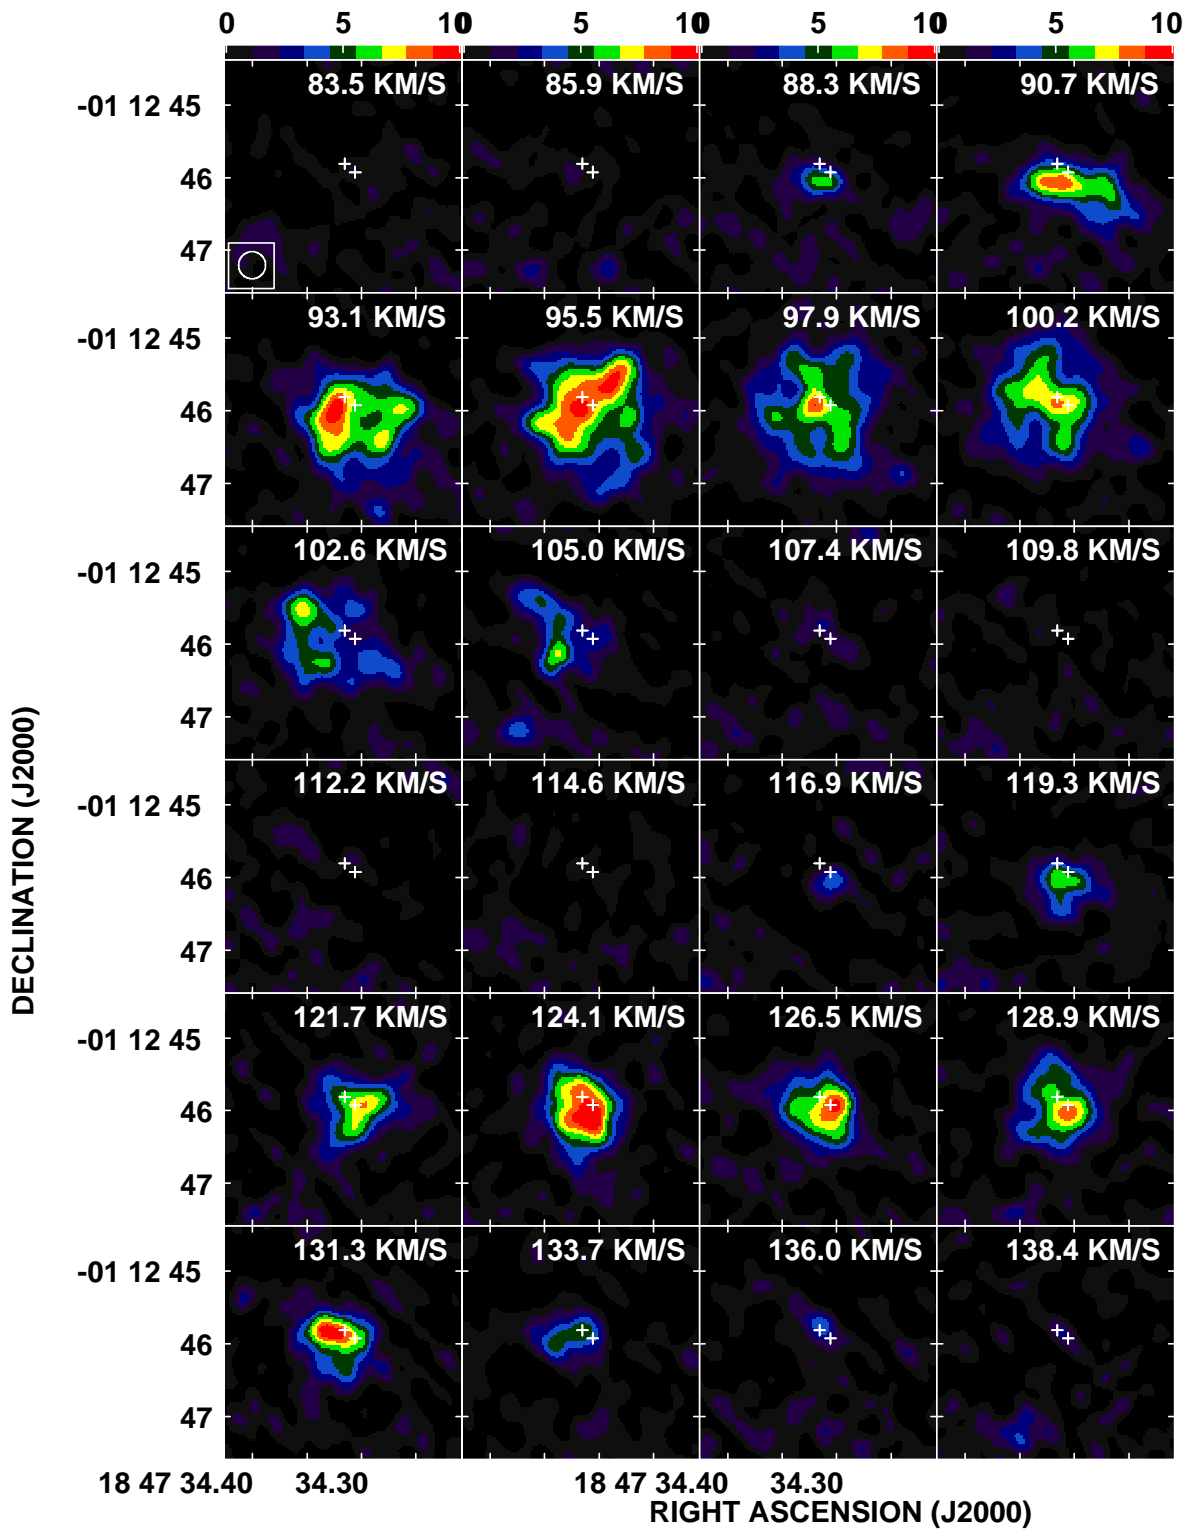 0 5 10 0 5 10 0 5 10 0 5 10
83.5 KM/S 85.9 KM/S 88.3 KM/S 90.7 KM/S
-01 12 45
46
47
93.1 KM/S 95.5 KM/S 97.9 KM/S 100.2 KM/S
-01 12 45
46
47
102.6 KM/S 105.0 KM/S 107.4 KM/S 109.8 KM/S
-01 12 45
46
47
DECLINATION (J2000)
112.2 KM/S 114.6 KM/S 116.9 KM/S 119.3 KM/S
-01 12 45
46
47
121.7 KM/S 124.1 KM/S 126.5 KM/S 128.9 KM/S
-01 12 45
46
47
131.3 KM/S 133.7 KM/S 136.0 KM/S 138.4 KM/S
-01 12 45
46
47
18 47 34.40 34.30 18 47 34.40 34.30
RIGHT ASCENSION (J2000)